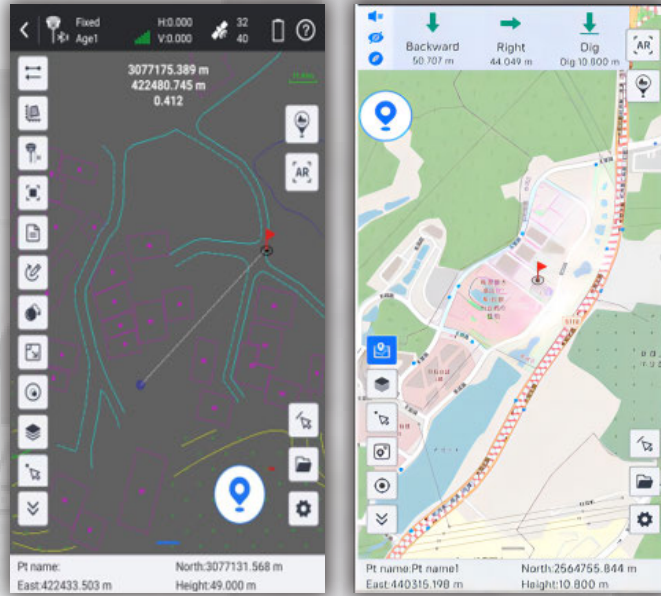 Fixed
Age1
H:0.000
V:0.000
32
40
3077175.389 m
422480.745 m
0.412
AR
Pt name:
North:3077131.568 m
East:422433.503 m
Height:49.000 m
Backward
50.707 m
Right
44.049 m
Dig
Dig 10.800 m
AR
Pt name:Pt name1
North:2564755.844 m
East:440315.198 m
Height:10.800 m